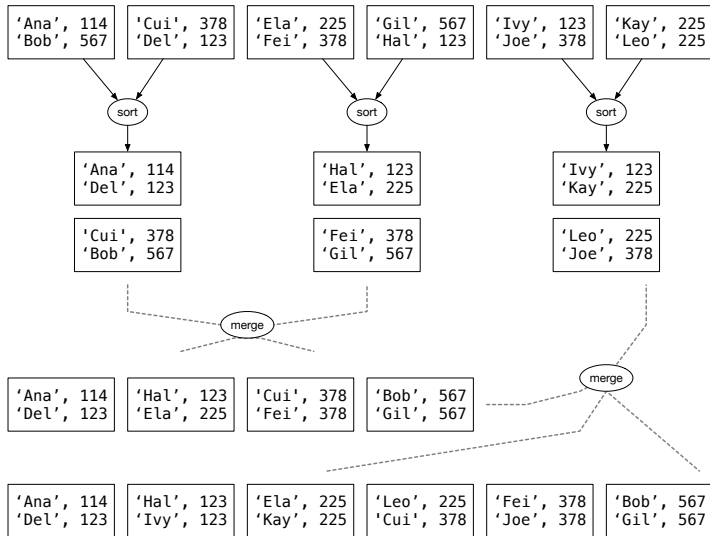 ‘Ana’, 114
‘Bob’, 567
'Cui', 378
‘Del’, 123
‘Ela’, 225
‘Fei’, 378
‘Gil’, 567
‘Hal’, 123
‘Ivy’, 123
‘Joe’, 378
‘Kay’, 225
‘Leo’, 225
sort
sort
sort
‘Ana’, 114
‘Del’, 123
‘Hal’, 123
‘Ela’, 225
‘Ivy’, 123
‘Kay’, 225
'Cui', 378
‘Bob’, 567
‘Fei’, 378
‘Gil’, 567
‘Leo’, 225
‘Joe’, 378
merge
merge
‘Ana’, 114
‘Del’, 123
‘Hal’, 123
‘Ela’, 225
'Cui', 378
‘Fei’, 378
‘Bob’, 567
‘Gil’, 567
‘Ana’, 114
‘Del’, 123
‘Hal’, 123
‘Ivy’, 123
‘Ela’, 225
‘Kay’, 225
‘Leo’, 225
'Cui', 378
‘Fei’, 378
‘Joe’, 378
‘Bob’, 567
‘Gil’, 567